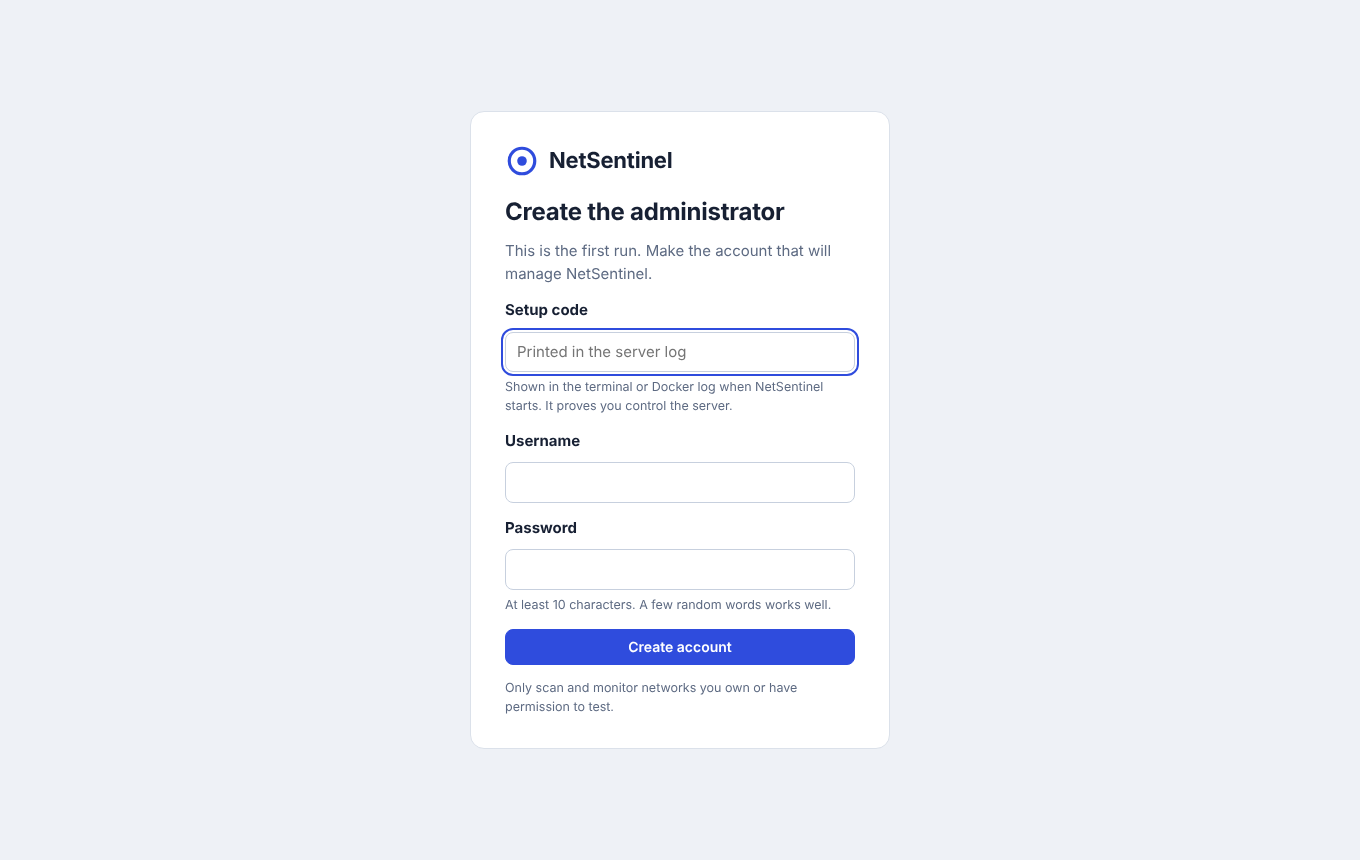 NetSentinel
Create the administrator
This is the first run. Make the account that will
manage NetSentinel.
Setup code
Printed in the server log
Shown in the terminal or Docker log when NetSentinel
starts. It proves you control the server.
Username
Password
At least 10 characters. A few random words works well.
Create account
Only scan and monitor networks you own or have
permission to test.